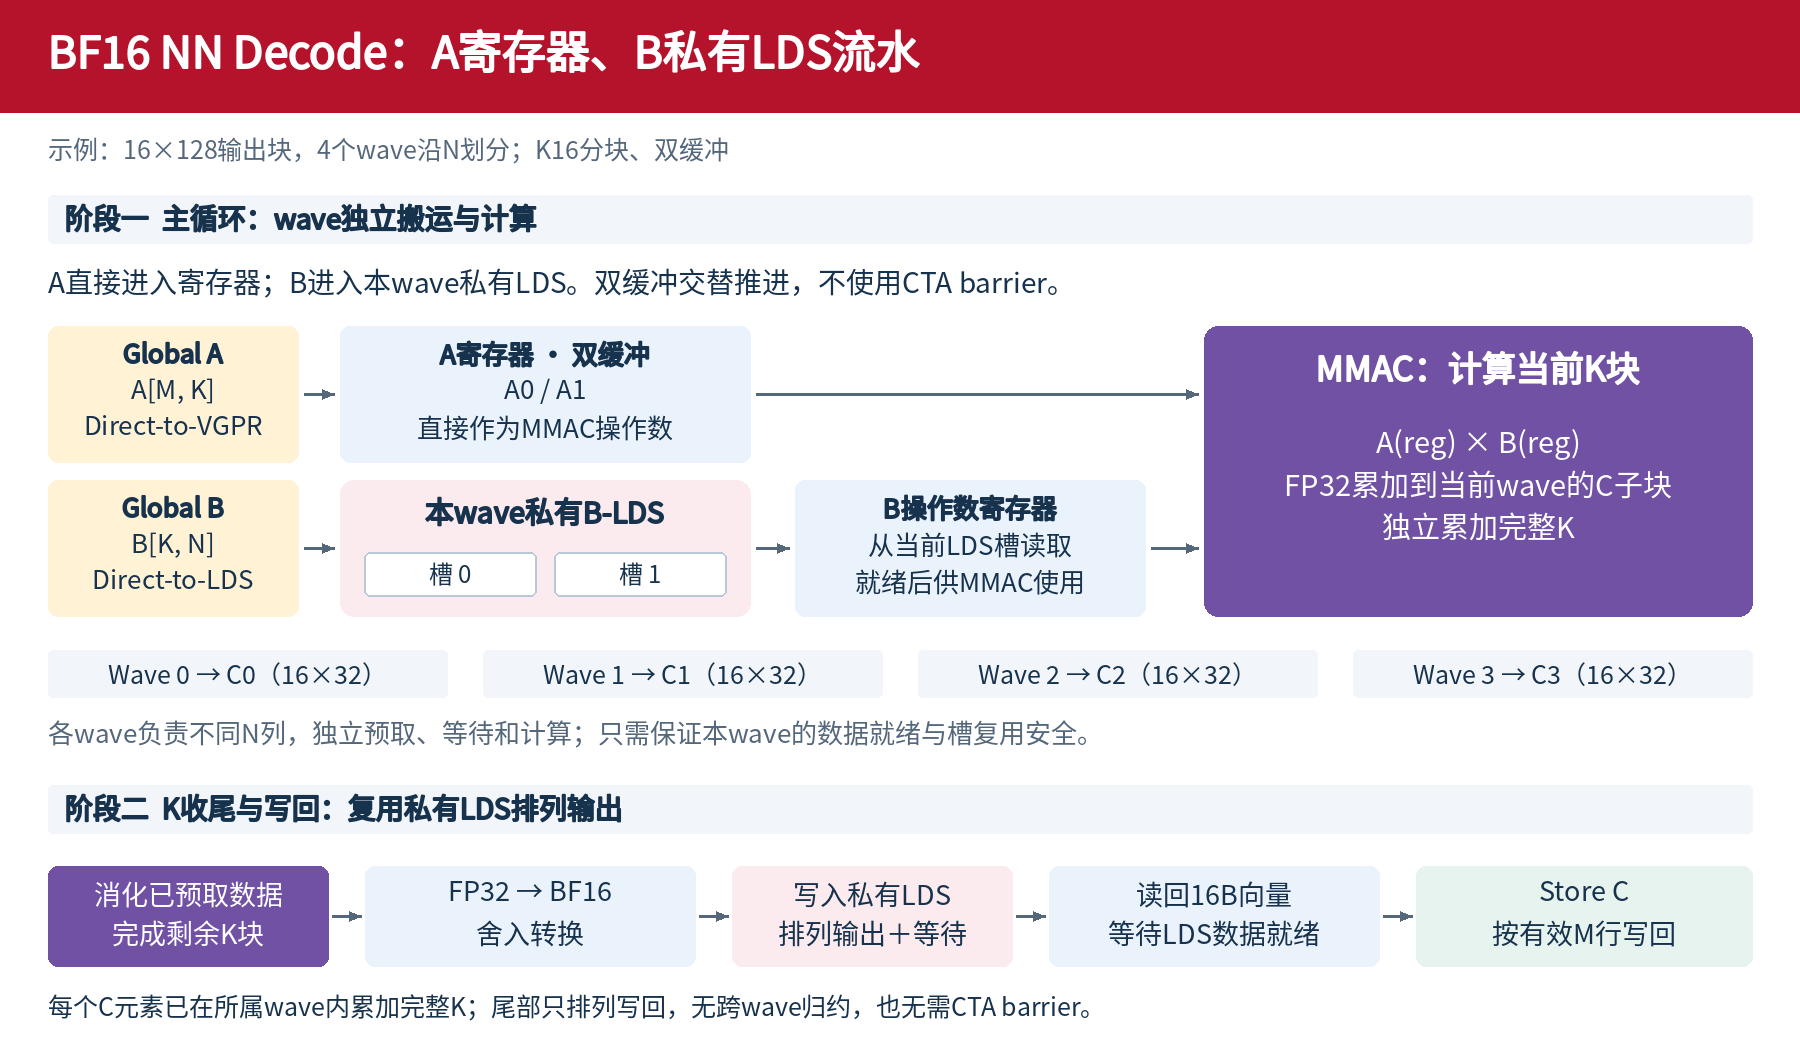 BF16 NN Decode：A寄存器、B私有LDS流水
示例：16×128输出块，4个wave沿N划分；K16分块、双缓冲
阶段一 主循环：wave独立搬运与计算
A直接进入寄存器；B进入本wave私有LDS。双缓冲交替推进，不使用CTA barrier。
Global A
A[M, K]
Direct-to-VGPR
A寄存器 · 双缓冲
A0 / A1
直接作为MMAC操作数
MMAC：计算当前K块
A(reg) × B(reg)
FP32累加到当前wave的C子块
独立累加完整K
Global B
B[K, N]
Direct-to-LDS
本wave私有B-LDS
槽 0
槽 1
B操作数寄存器
从当前LDS槽读取
就绪后供MMAC使用
Wave 0 → C0（16×32）
Wave 1 → C1（16×32）
Wave 2 → C2（16×32）
Wave 3 → C3（16×32）
各wave负责不同N列，独立预取、等待和计算；只需保证本wave的数据就绪与槽复用安全。
阶段二 K收尾与写回：复用私有LDS排列输出
消化已预取数据
完成剩余K块
FP32 → BF16
舍入转换
写入私有LDS
排列输出＋等待
读回16B向量
等待LDS数据就绪
Store C
按有效M行写回
每个C元素已在所属wave内累加完整K；尾部只排列写回，无跨wave归约，也无需CTA barrier。